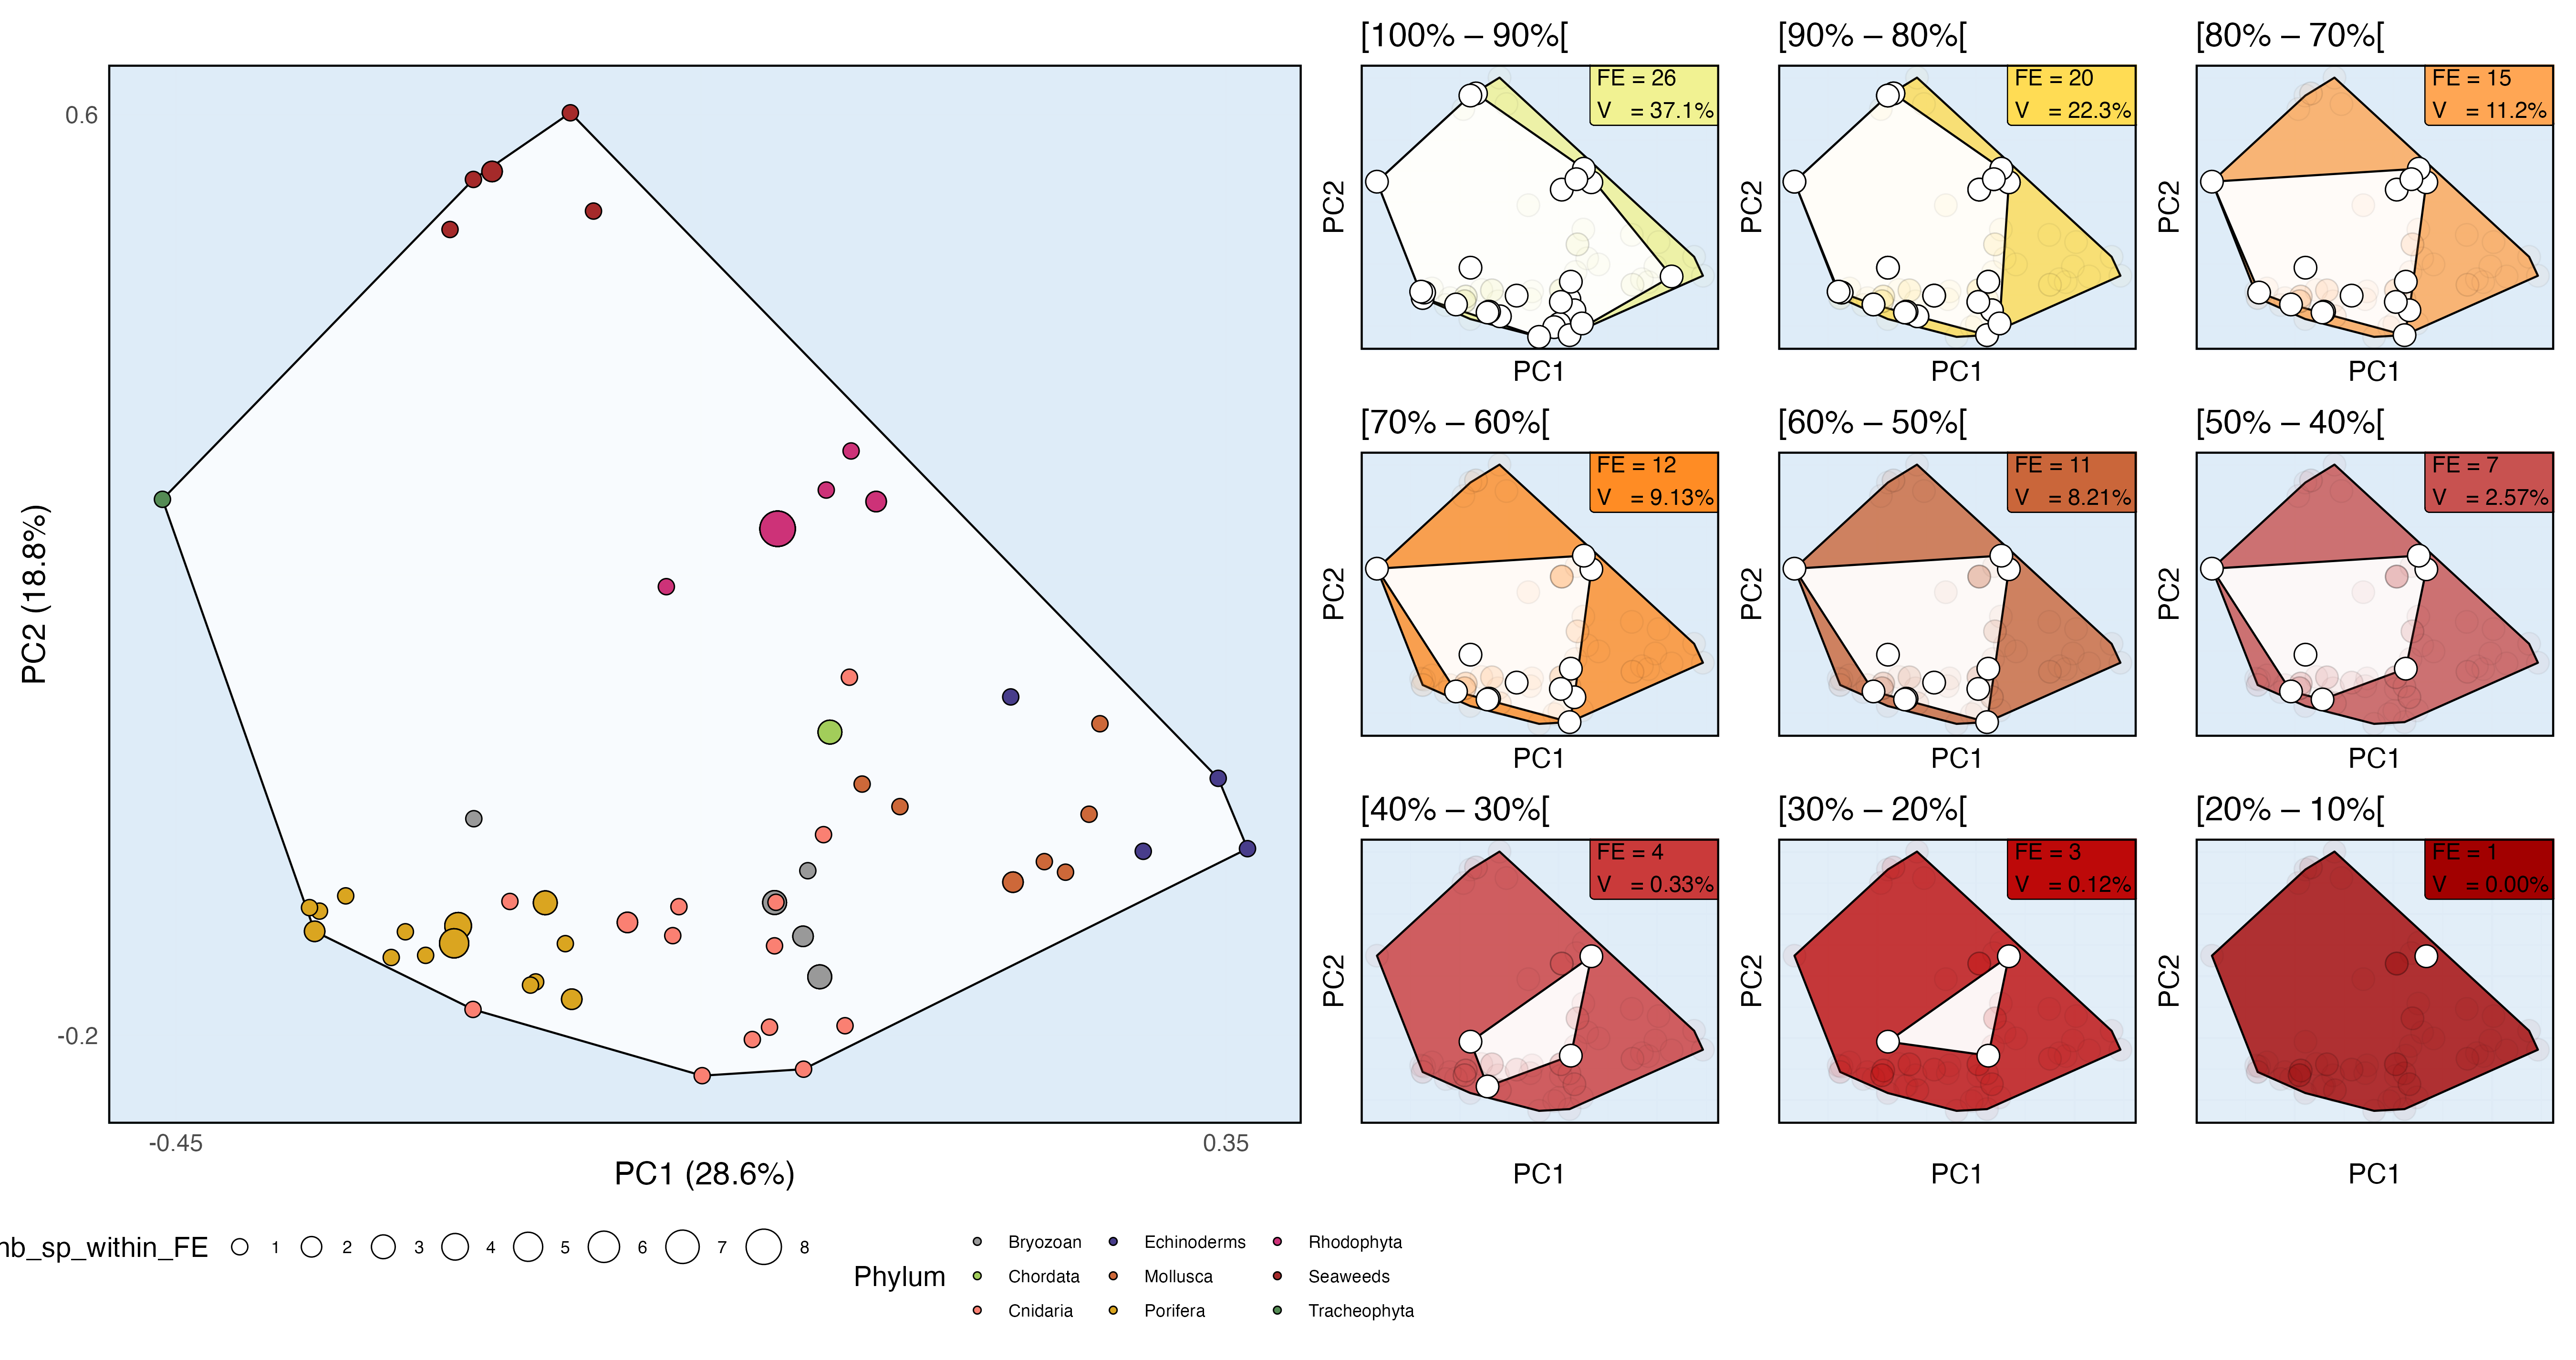 0.6
-0.2
PC2 (18.8%)
-0.45
0.35
PC1 (28.6%)
[100% – 90%[
FE = 26
V = 37.1%
PC2
PC1
[90% – 80%[
FE = 20
V = 22.3%
PC2
PC1
[80% – 70%[
FE = 15
V = 11.2%
PC2
PC1
[70% – 60%[
FE = 12
V = 9.13%
PC2
PC1
[60% – 50%[
FE = 11
V = 8.21%
PC2
PC1
[50% – 40%[
FE = 7
V = 2.57%
PC2
PC1
[40% – 30%[
FE = 4
V = 0.33%
PC2
PC1
[30% – 20%[
FE = 3
V = 0.12%
PC2
PC1
[20% – 10%[
FE = 1
V = 0.00%
PC2
PC1
nb_sp_within_FE 1 2 3 4 5 6 7 8
Phylum
Bryozoan
Chordata
Cnidaria
Echinoderms
Mollusca
Porifera
Rhodophyta
Seaweeds
Tracheophyta